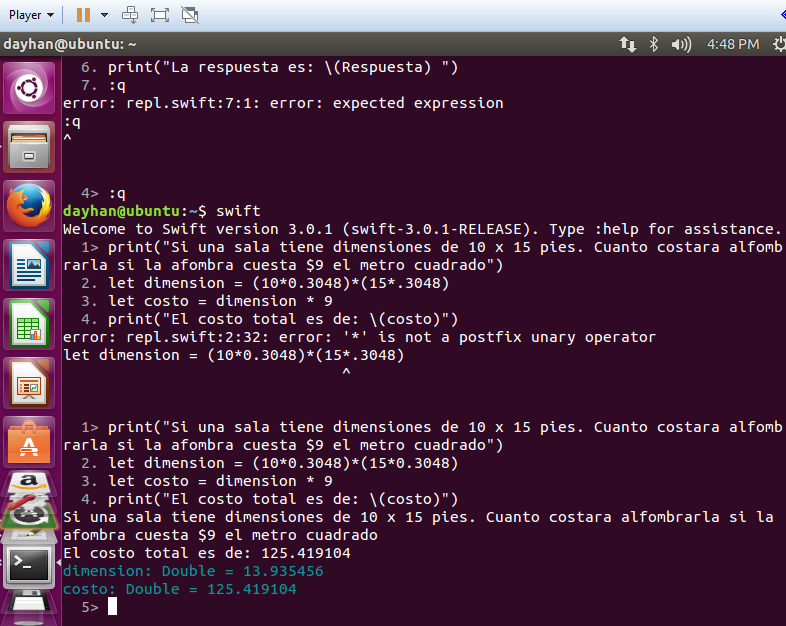 Player
dayhan@ubuntu: ~
4:48 PM
6. print("La respuesta es: \(Respuesta) ")
7. :q
error: repl.swift:7:1: error: expected expression
:q
^
4> :q
dayhan@ubuntu:~$ swift
Welcome to Swift version 3.0.1 (swift-3.0.1-RELEASE). Type :help for assistance.
1> print("Si una sala tiene dimensiones de 10 x 15 pies. Cuanto costara alfomb
rarla si la afombra cuesta $9 el metro cuadrado")
2. let dimension = (10*0.3048)*(15*.3048)
3. let costo = dimension * 9
4. print("El costo total es de: \(costo)")
error: repl.swift:2:32: error: '*' is not a postfix unary operator
let dimension = (10*0.3048)*(15*.3048)
^
1> print("Si una sala tiene dimensiones de 10 x 15 pies. Cuanto costara alfomb
rarla si la afombra cuesta $9 el metro cuadrado")
2. let dimension = (10*0.3048)*(15*0.3048)
3. let costo = dimension * 9
4. print("El costo total es de: \(costo)")
Si una sala tiene dimensiones de 10 x 15 pies. Cuanto costara alfombrarla si la
afombra cuesta $9 el metro cuadrado
El costo total es de: 125.419104
dimension: Double = 13.935456
costo: Double = 125.419104
5>